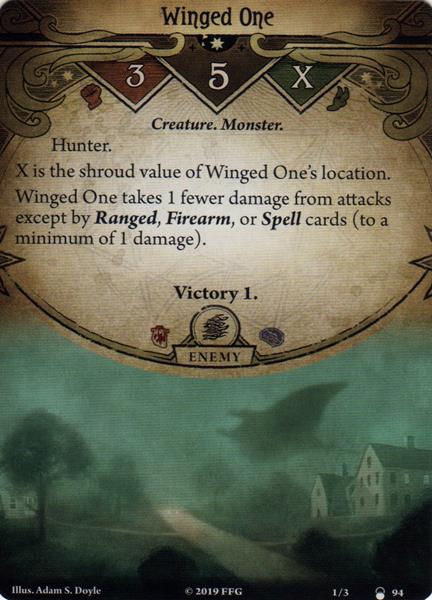 Winged One
3 5 X
Creature. Monster.
Hunter.
X is the shroud value of Winged One's location.
Winged One takes 1 fewer damage from attacks
except by Ranged, Firearm, or Spell cards (to a
minimum of 1 damage).
Victory 1.
ENEMY
Illus. Adam S. Doyle © 2019 FFG 1/3 94